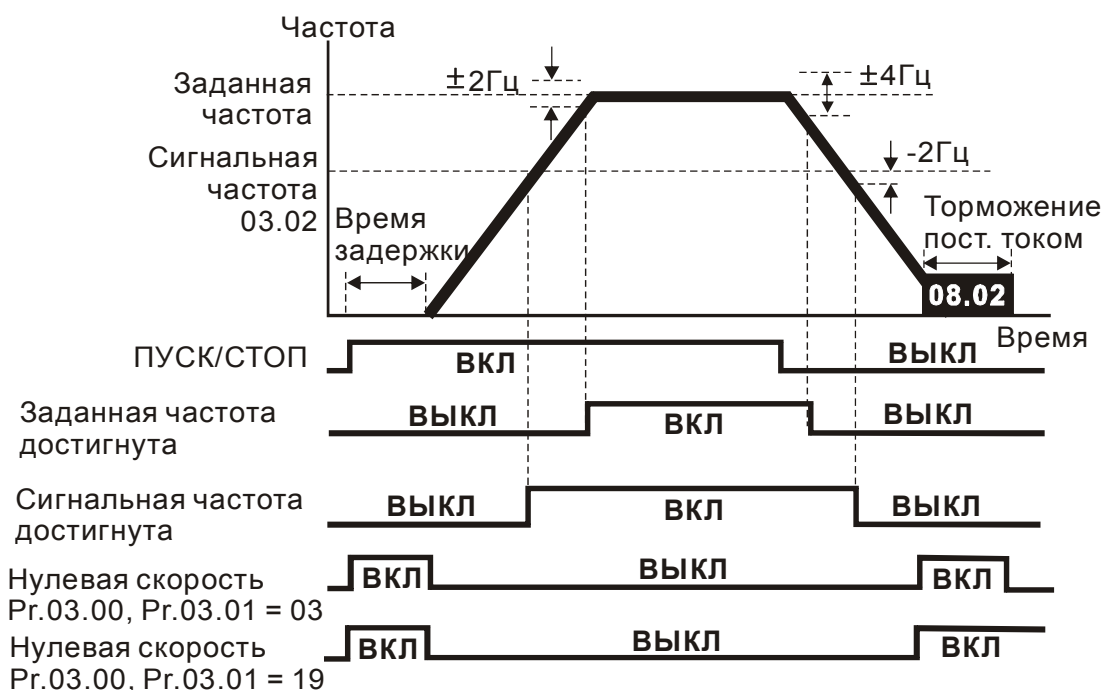 Частота
Заданная
частота
±2Гц
±4Гц
Сигнальная
частота
03.02
-2Гц
Время
задержки
Торможение
пост. током
08.02
Время
ПУСК/СТОП
ВКЛ
ВЫКЛ
Заданная частота
достигнута
ВЫКЛ
ВКЛ
ВЫКЛ
Сигнальная частота
достигнута
ВЫКЛ
ВКЛ
ВЫКЛ
Нулевая скорость
Pr.03.00, Pr.03.01 = 03
ВКЛ
ВЫКЛ
ВКЛ
Нулевая скорость
Pr.03.00, Pr.03.01 = 19
ВКЛ
ВЫКЛ
ВКЛ